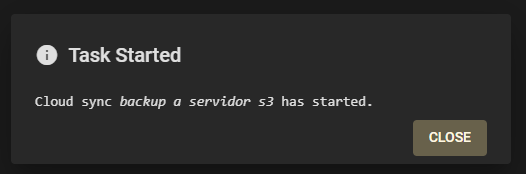 Task Started
Cloud sync backup a servidor s3 has started.
CLOSE